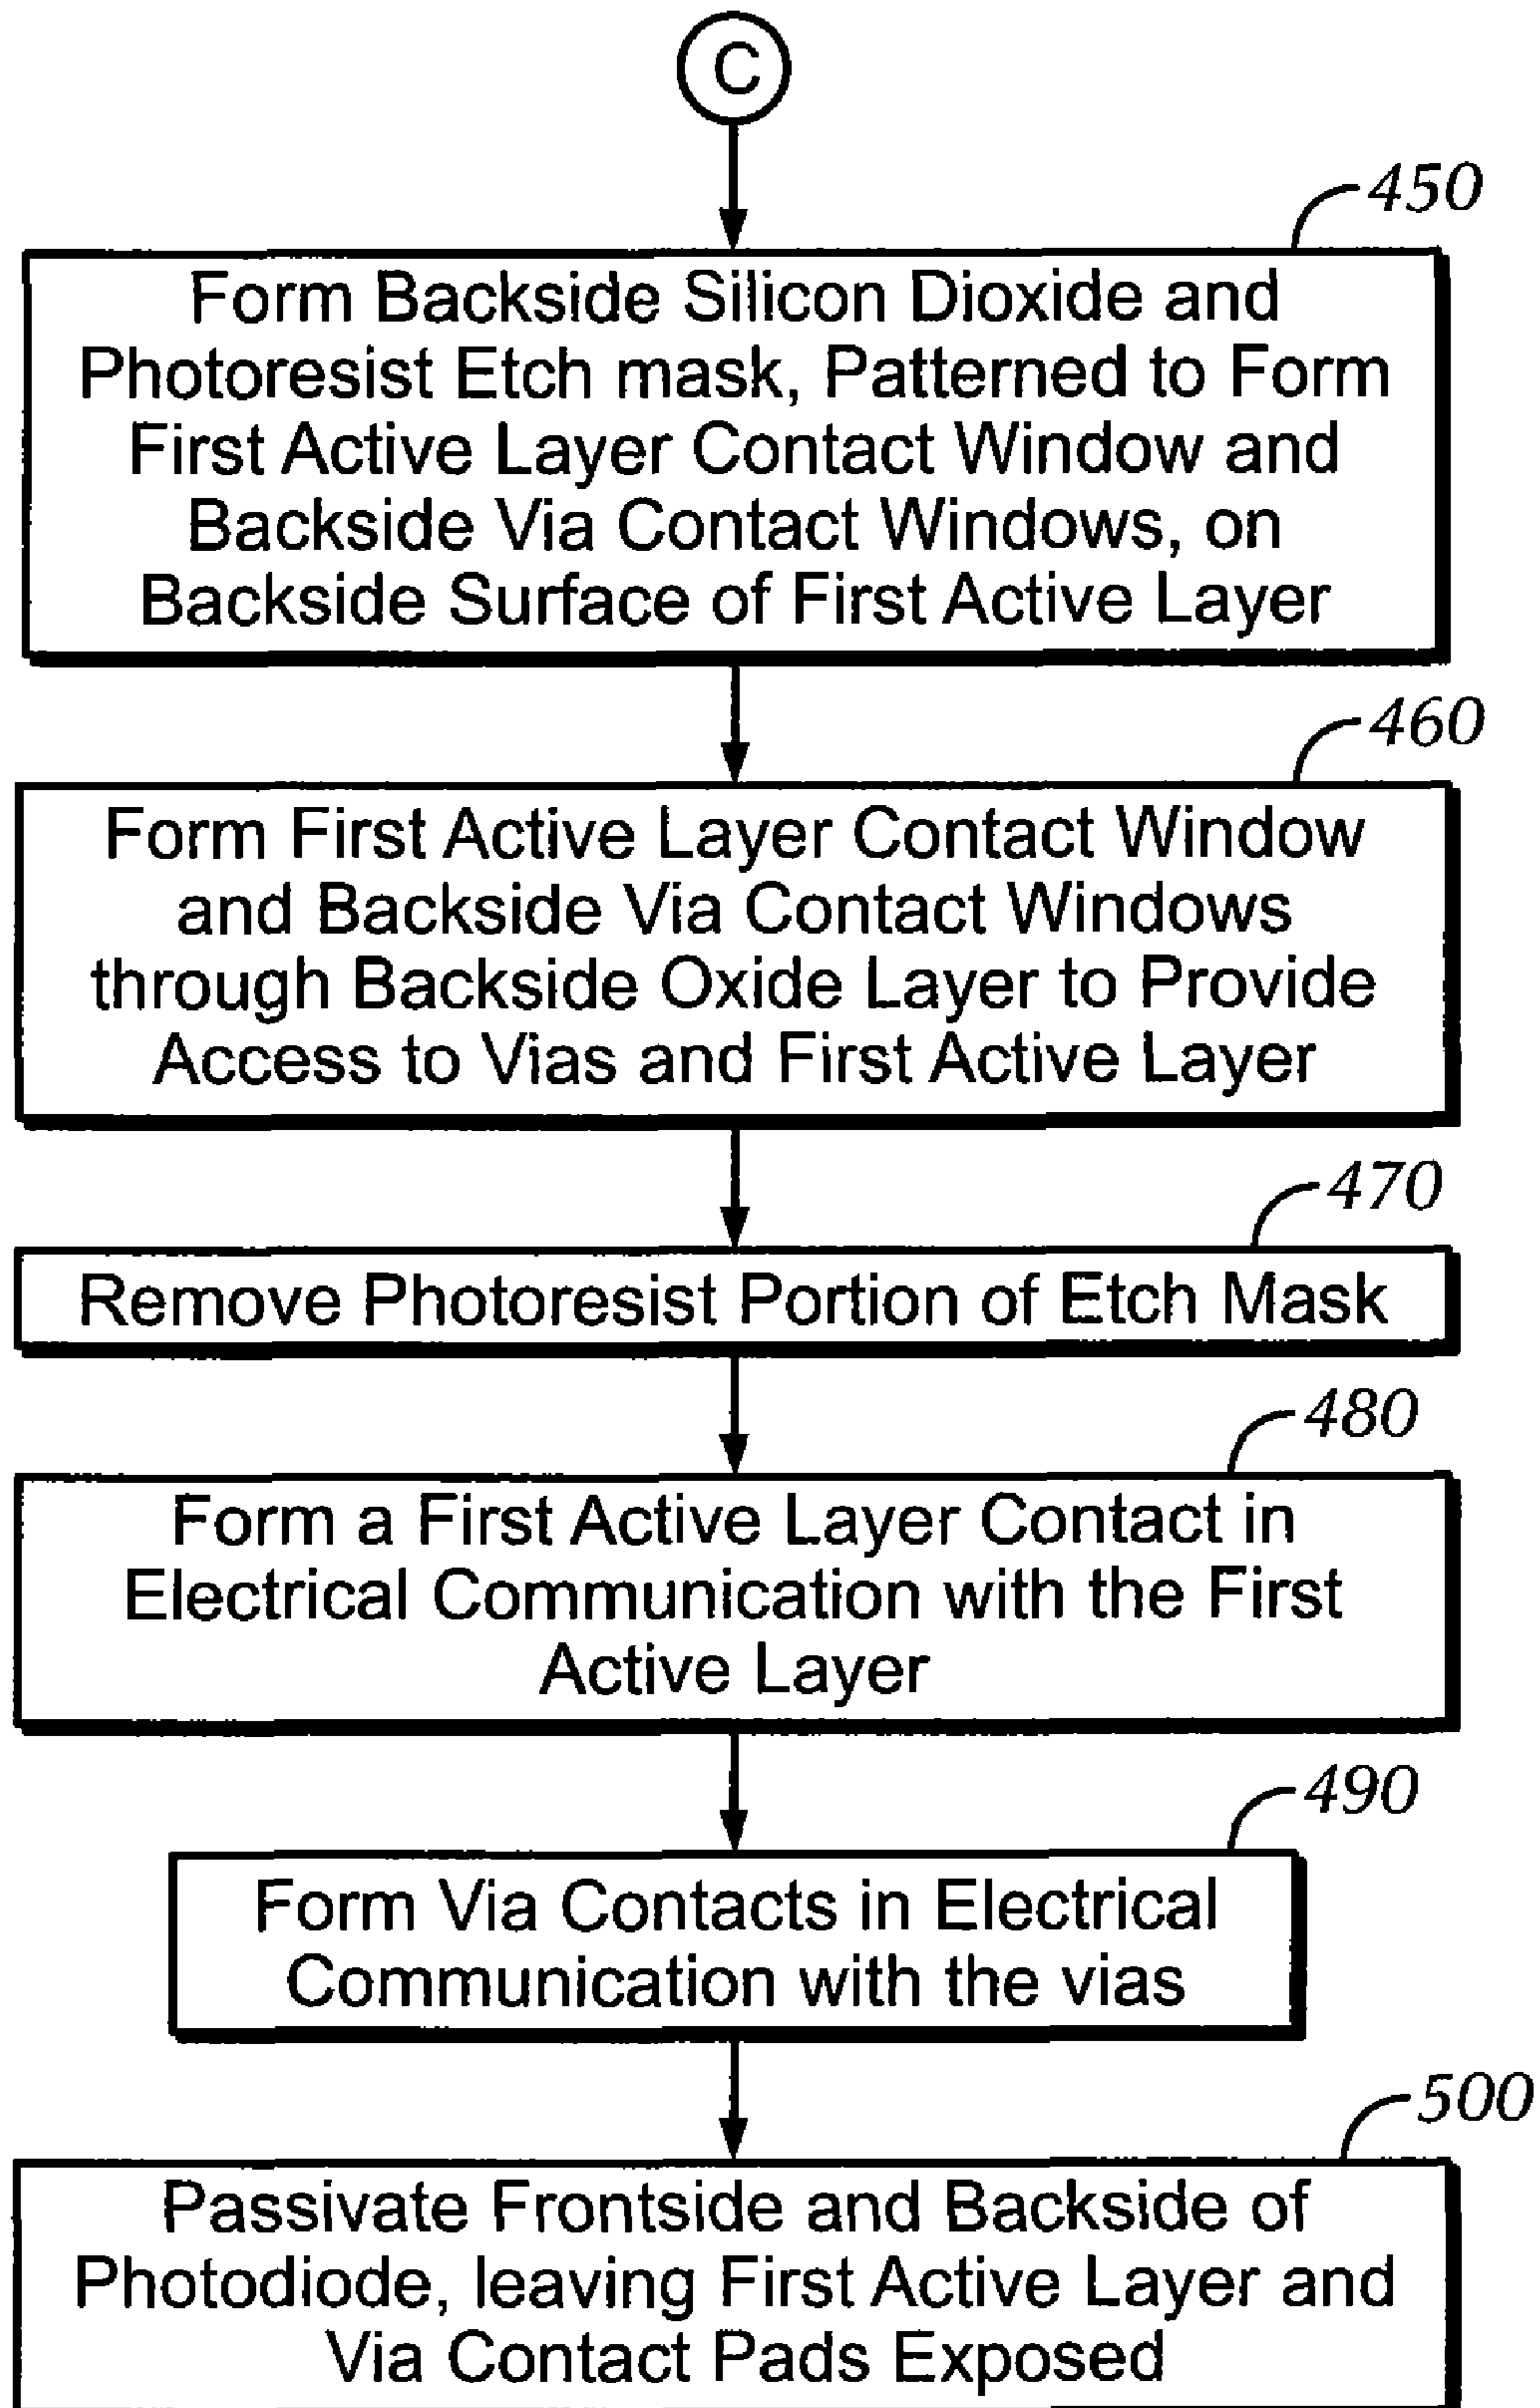 C
450
Form Backside Silicon Dioxide and
Photoresist Etch mask, Patterned to Form
First Active Layer Contact Window and
Backside Via Contact Windows, on
Backside Surface of First Active Layer
460
Form First Active Layer Contact Window
and Backside Via Contact Windows
through Backside Oxide Layer to Provide
Access to Vias and First Active Layer
470
Remove Photoresist Portion of Etch Mask
480
Form a First Active Layer Contact in
Electrical Communication with the First
Active Layer
490
Form Via Contacts in Electrical
Communication with the vias
500
Passivate Frontside and Backside of
Photodiode, leaving First Active Layer and
Via Contact Pads Exposed